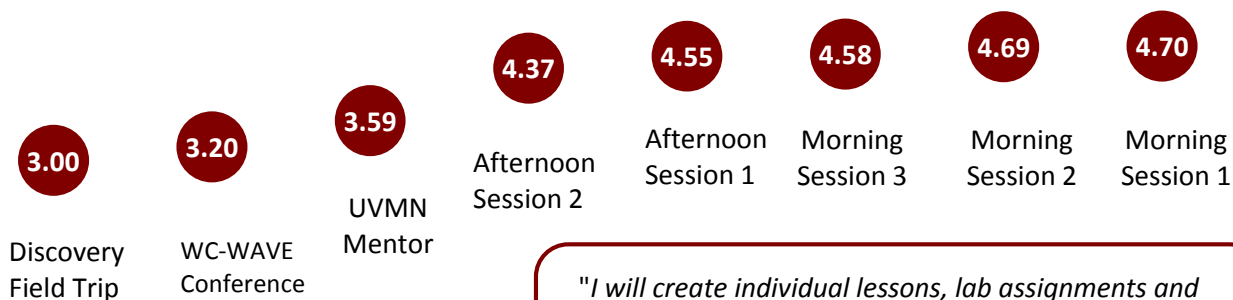 3.00
3.20
3.59
4.37
4.55
4.58
4.69
4.70
Discovery
Field Trip
WC-WAVE
Conference
UVMN
Mentor
Afternoon
Session 2
Afternoon
Session 1
Morning
Session 3
Morning
Session 2
Morning
Session 1
"I will create individual lessons, lab assignments and